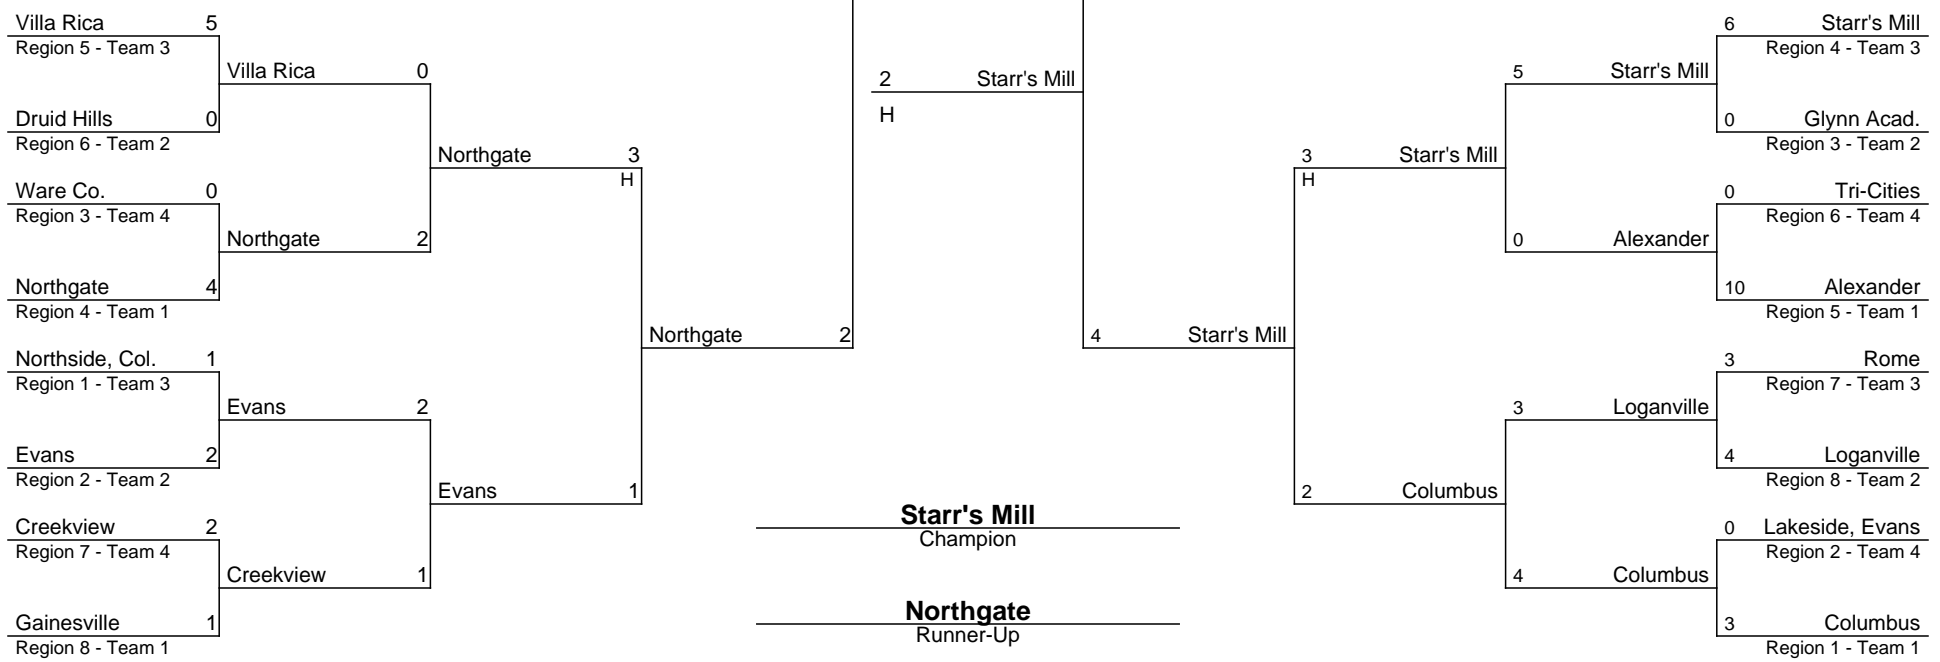 Villa Rica 5
Region 5 - Team 3
Villa Rica 0
Druid Hills 0
Region 6 - Team 2
Northgate 3
H
Ware Co. 0
Region 3 - Team 4
Northgate 2
Northgate 4
Region 4 - Team 1
Northgate 2
Northside, Col. 1
Region 1 - Team 3
Evans 2
Evans 2
Region 2 - Team 2
Evans 1
Creekview 2
Region 7 - Team 4
Creekview 1
Gainesville 1
Region 8 - Team 1
2 Starr's Mill
H
4 Starr's Mill
Starr's Mill
Champion
Northgate
Runner-Up
6 Starr's Mill
Region 4 - Team 3
5 Starr's Mill
0 Glynn Acad.
Region 3 - Team 2
3 Starr's Mill
H
0 Tri-Cities
Region 6 - Team 4
0 Alexander
10 Alexander
Region 5 - Team 1
3 Rome
Region 7 - Team 3
3 Loganville
4 Loganville
Region 8 - Team 2
2 Columbus
0 Lakeside, Evans
Region 2 - Team 4
4 Columbus
3 Columbus
Region 1 - Team 1